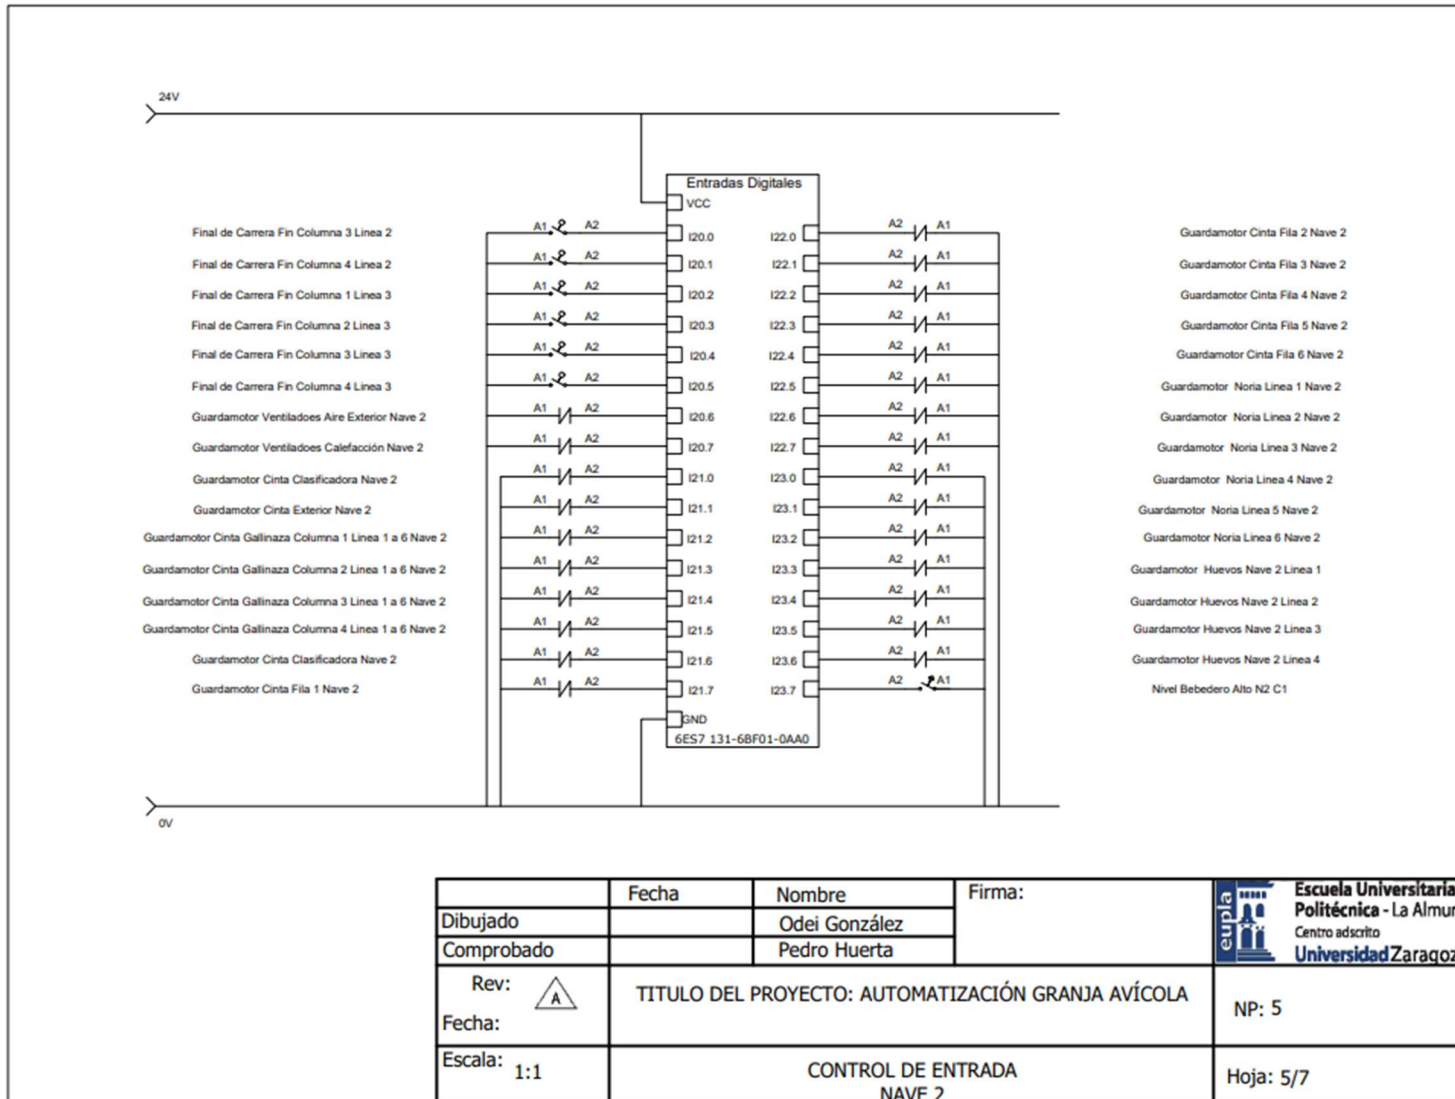 24V
Entradas Digitales
VCC
Final de Carrera Fin Columna 3 Linea 2 A1 A2 I20.0 I22.0 A2 A1 Guardamotor Cinta Fila 2 Nave 2
Final de Carrera Fin Columna 4 Linea 2 A1 A2 I20.1 I22.1 A2 A1 Guardamotor Cinta Fila 3 Nave 2
Final de Carrera Fin Columna 1 Linea 3 A1 A2 I20.2 I22.2 A2 A1 Guardamotor Cinta Fila 4 Nave 2
Final de Carrera Fin Columna 2 Linea 3 A1 A2 I20.3 I22.3 A2 A1 Guardamotor Cinta Fila 5 Nave 2
Final de Carrera Fin Columna 3 Linea 3 A1 A2 I20.4 I22.4 A2 A1 Guardamotor Cinta Fila 6 Nave 2
Final de Carrera Fin Columna 4 Linea 3 A1 A2 I20.5 I22.5 A2 A1 Guardamotor Noria Linea 1 Nave 2
Guardamotor Ventiladoes Aire Exterior Nave 2 A1 A2 I20.6 I22.6 A2 A1 Guardamotor Noria Linea 2 Nave 2
Guardamotor Ventiladoes Calefacción Nave 2 A1 A2 I20.7 I22.7 A2 A1 Guardamotor Noria Linea 3 Nave 2
Guardamotor Cinta Clasificadora Nave 2 A1 A2 I21.0 I23.0 A2 A1 Guardamotor Noria Linea 4 Nave 2
Guardamotor Cinta Exterior Nave 2 A1 A2 I21.1 I23.1 A2 A1 Guardamotor Noria Linea 5 Nave 2
Guardamotor Cinta Gallinaza Columna 1 Linea 1 a 6 Nave 2 A1 A2 I21.2 I23.2 A2 A1 Guardamotor Noria Linea 6 Nave 2
Guardamotor Cinta Gallinaza Columna 2 Linea 1 a 6 Nave 2 A1 A2 I21.3 I23.3 A2 A1 Guardamotor Huevos Nave 2 Linea 1
Guardamotor Cinta Gallinaza Columna 3 Linea 1 a 6 Nave 2 A1 A2 I21.4 I23.4 A2 A1 Guardamotor Huevos Nave 2 Linea 2
Guardamotor Cinta Gallinaza Columna 4 Linea 1 a 6 Nave 2 A1 A2 I21.5 I23.5 A2 A1 Guardamotor Huevos Nave 2 Linea 3
Guardamotor Cinta Clasificadora Nave 2 A1 A2 I21.6 I23.6 A2 A1 Guardamotor Huevos Nave 2 Linea 4
Guardamotor Cinta Fila 1 Nave 2 A1 A2 I21.7 I23.7 A2 A1 Nivel Bebedero Alto N2 C1
GND
6ES7 131-6BF01-0AA0
0V
Fecha Nombre Firma:
Dibujado Odei González
Comprobado Pedro Huerta
eupla
Escuela Universitaria
Politécnica - La Almun
Centro adscrito
Universidad Zaragoz
Rev: A
Fecha:
TITULO DEL PROYECTO: AUTOMATIZACIÓN GRANJA AVÍCOLA
NP: 5
Escala: 1:1
CONTROL DE ENTRADA
NAVE 2
Hoja: 5/7